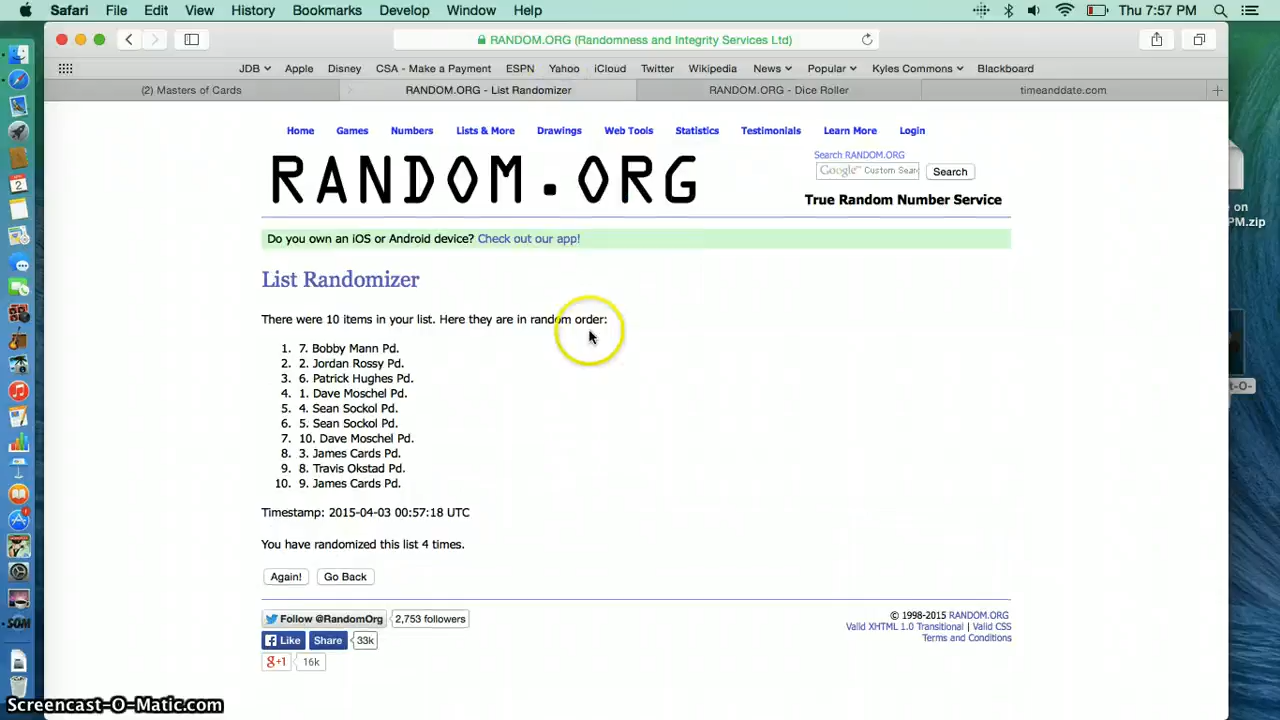 Safari File Edit View History Bookmarks Develop Window Help Thu 7:57 PM
RANDOM.ORG (Randomness and Integrity Services Ltd)
JDB Apple Disney CSA - Make a Payment ESPN Yahoo iCloud Twitter Wikipedia News Popular Kyles Commons Blackboard
(2) Masters of Cards RANDOM.ORG - List Randomizer RANDOM.ORG - Dice Roller timeanddate.com
Home Games Numbers Lists & More Drawings Web Tools Statistics Testimonials Learn More Login
Search RANDOM.ORG
Google™ Custom Sear Search
RANDOM.ORG
True Random Number Service
on
PM.zip
Do you own an iOS or Android device? Check out our app!
List Randomizer
There were 10 items in your list. Here they are in random order:
1. 7. Bobby Mann Pd.
2. 2. Jordan Rossy Pd.
3. 6. Patrick Hughes Pd.
4. 1. Dave Moschel Pd.
5. 4. Sean Sockol Pd.
6. 5. Sean Sockol Pd.
7. 10. Dave Moschel Pd.
8. 3. James Cards Pd.
9. 8. Travis Okstad Pd.
10. 9. James Cards Pd.
t-O-
Timestamp: 2015-04-03 00:57:18 UTC
You have randomized this list 4 times.
Again! Go Back
Follow @RandomOrg 2,753 followers
Like Share 33k
g+1 16k
© 1998-2015 RANDOM.ORG
Valid XHTML 1.0 Transitional | Valid CSS
Terms and Conditions
2
SOM
Screencast-O-Matic.com